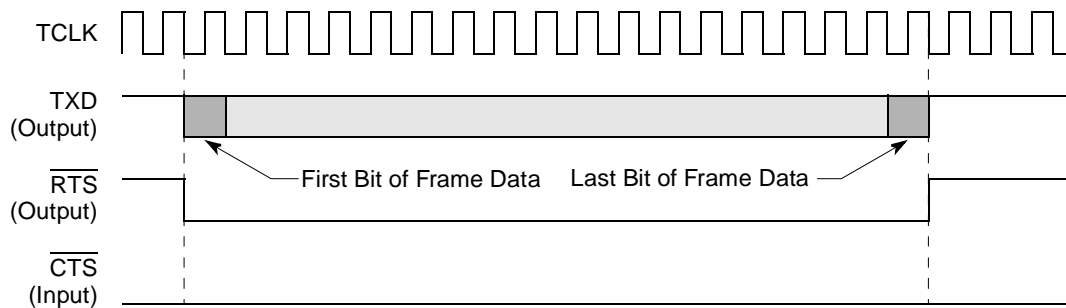 TCLK
TXD
(Output)
First Bit of Frame Data Last Bit of Frame Data
RTS
(Output)
CTS
(Input)